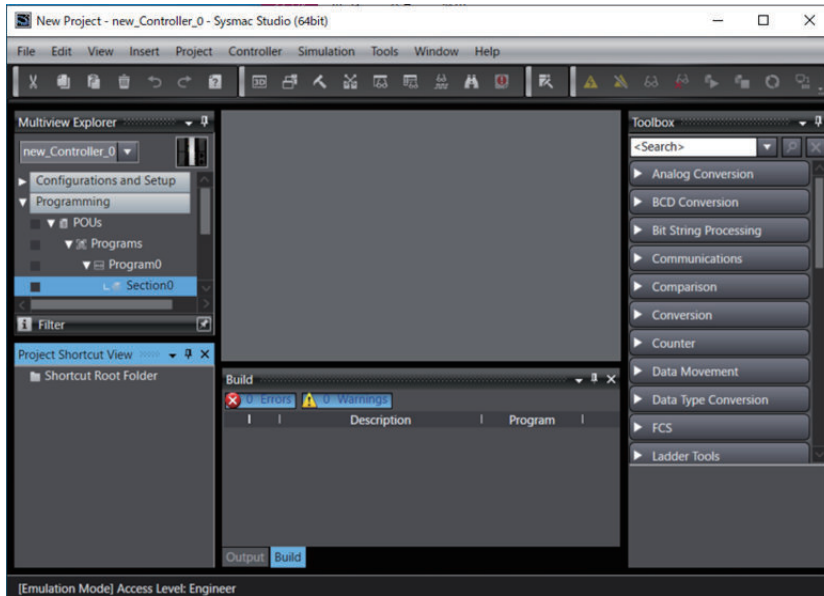 New Project - new_Controller_0 - Sysmac Studio (64bit)
File Edit View Insert Project Controller Simulation Tools Window Help
Multiview Explorer
new_Controller_0
Configurations and Setup
Programming
POUs
Programs
Program0
Section0
Filter
Project Shortcut View
Shortcut Root Folder
Build
0 Errors 0 Warnings
! Description Program
Output Build
Toolbox
<Search>
Analog Conversion
BCD Conversion
Bit String Processing
Communications
Comparison
Conversion
Counter
Data Movement
Data Type Conversion
FCS
Ladder Tools
[Emulation Mode] Access Level: Engineer